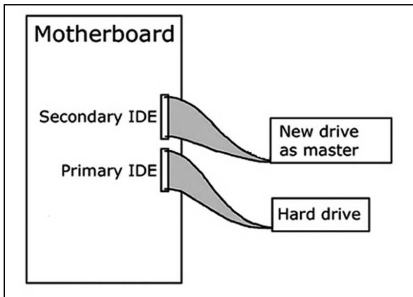 Motherboard
Secondary IDE
New drive
as master
Primary IDE
Hard drive